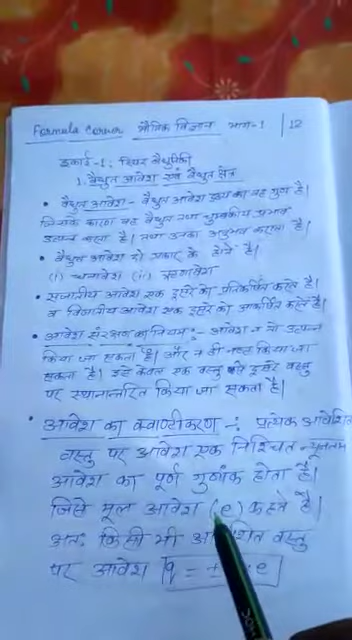 Formula Corner भौतिक विज्ञान भाग-1 | 12
इकाई-1: स्थिर वैद्युतिकी
1. वैद्युत आवेश एवं वैद्युत क्षेत्र
• वैद्युत आवेश - वैद्युत आवेश द्रव्य का वह गुण है।
जिसके कारण वह वैद्युत तथा चुम्बकीय प्रभाव
उत्पन्न करता है। तथा उनका अनुभव करता है।
• वैद्युत आवेश दो प्रकार के होते है।
(i) धनावेश (ii) ऋणावेश
• सजातीय आवेश एक दूसरे को प्रतिकर्षित करते है।
व विजातीय आवेश एक दूसरे को आकर्षित करते है।
• आवेश संरक्षण का नियम :- आवेश न तो उत्पन्न
किया जा सकता है। और न ही नष्ट किया जा
सकता है। इसे केवल एक वस्तु से दूसरे वस्तु
पर स्थानान्तरित किया जा सकता है।
• आवेश का क्वाण्टीकरण -: प्रत्येक आवेशित
वस्तु पर आवेश एक निश्चित न्यूनतम
आवेश का पूर्ण गुणांक होता है।
जिसे मूल आवेश (e) कहते है।
अतः किसी भी वस्तु
पर आवेश q = ± e